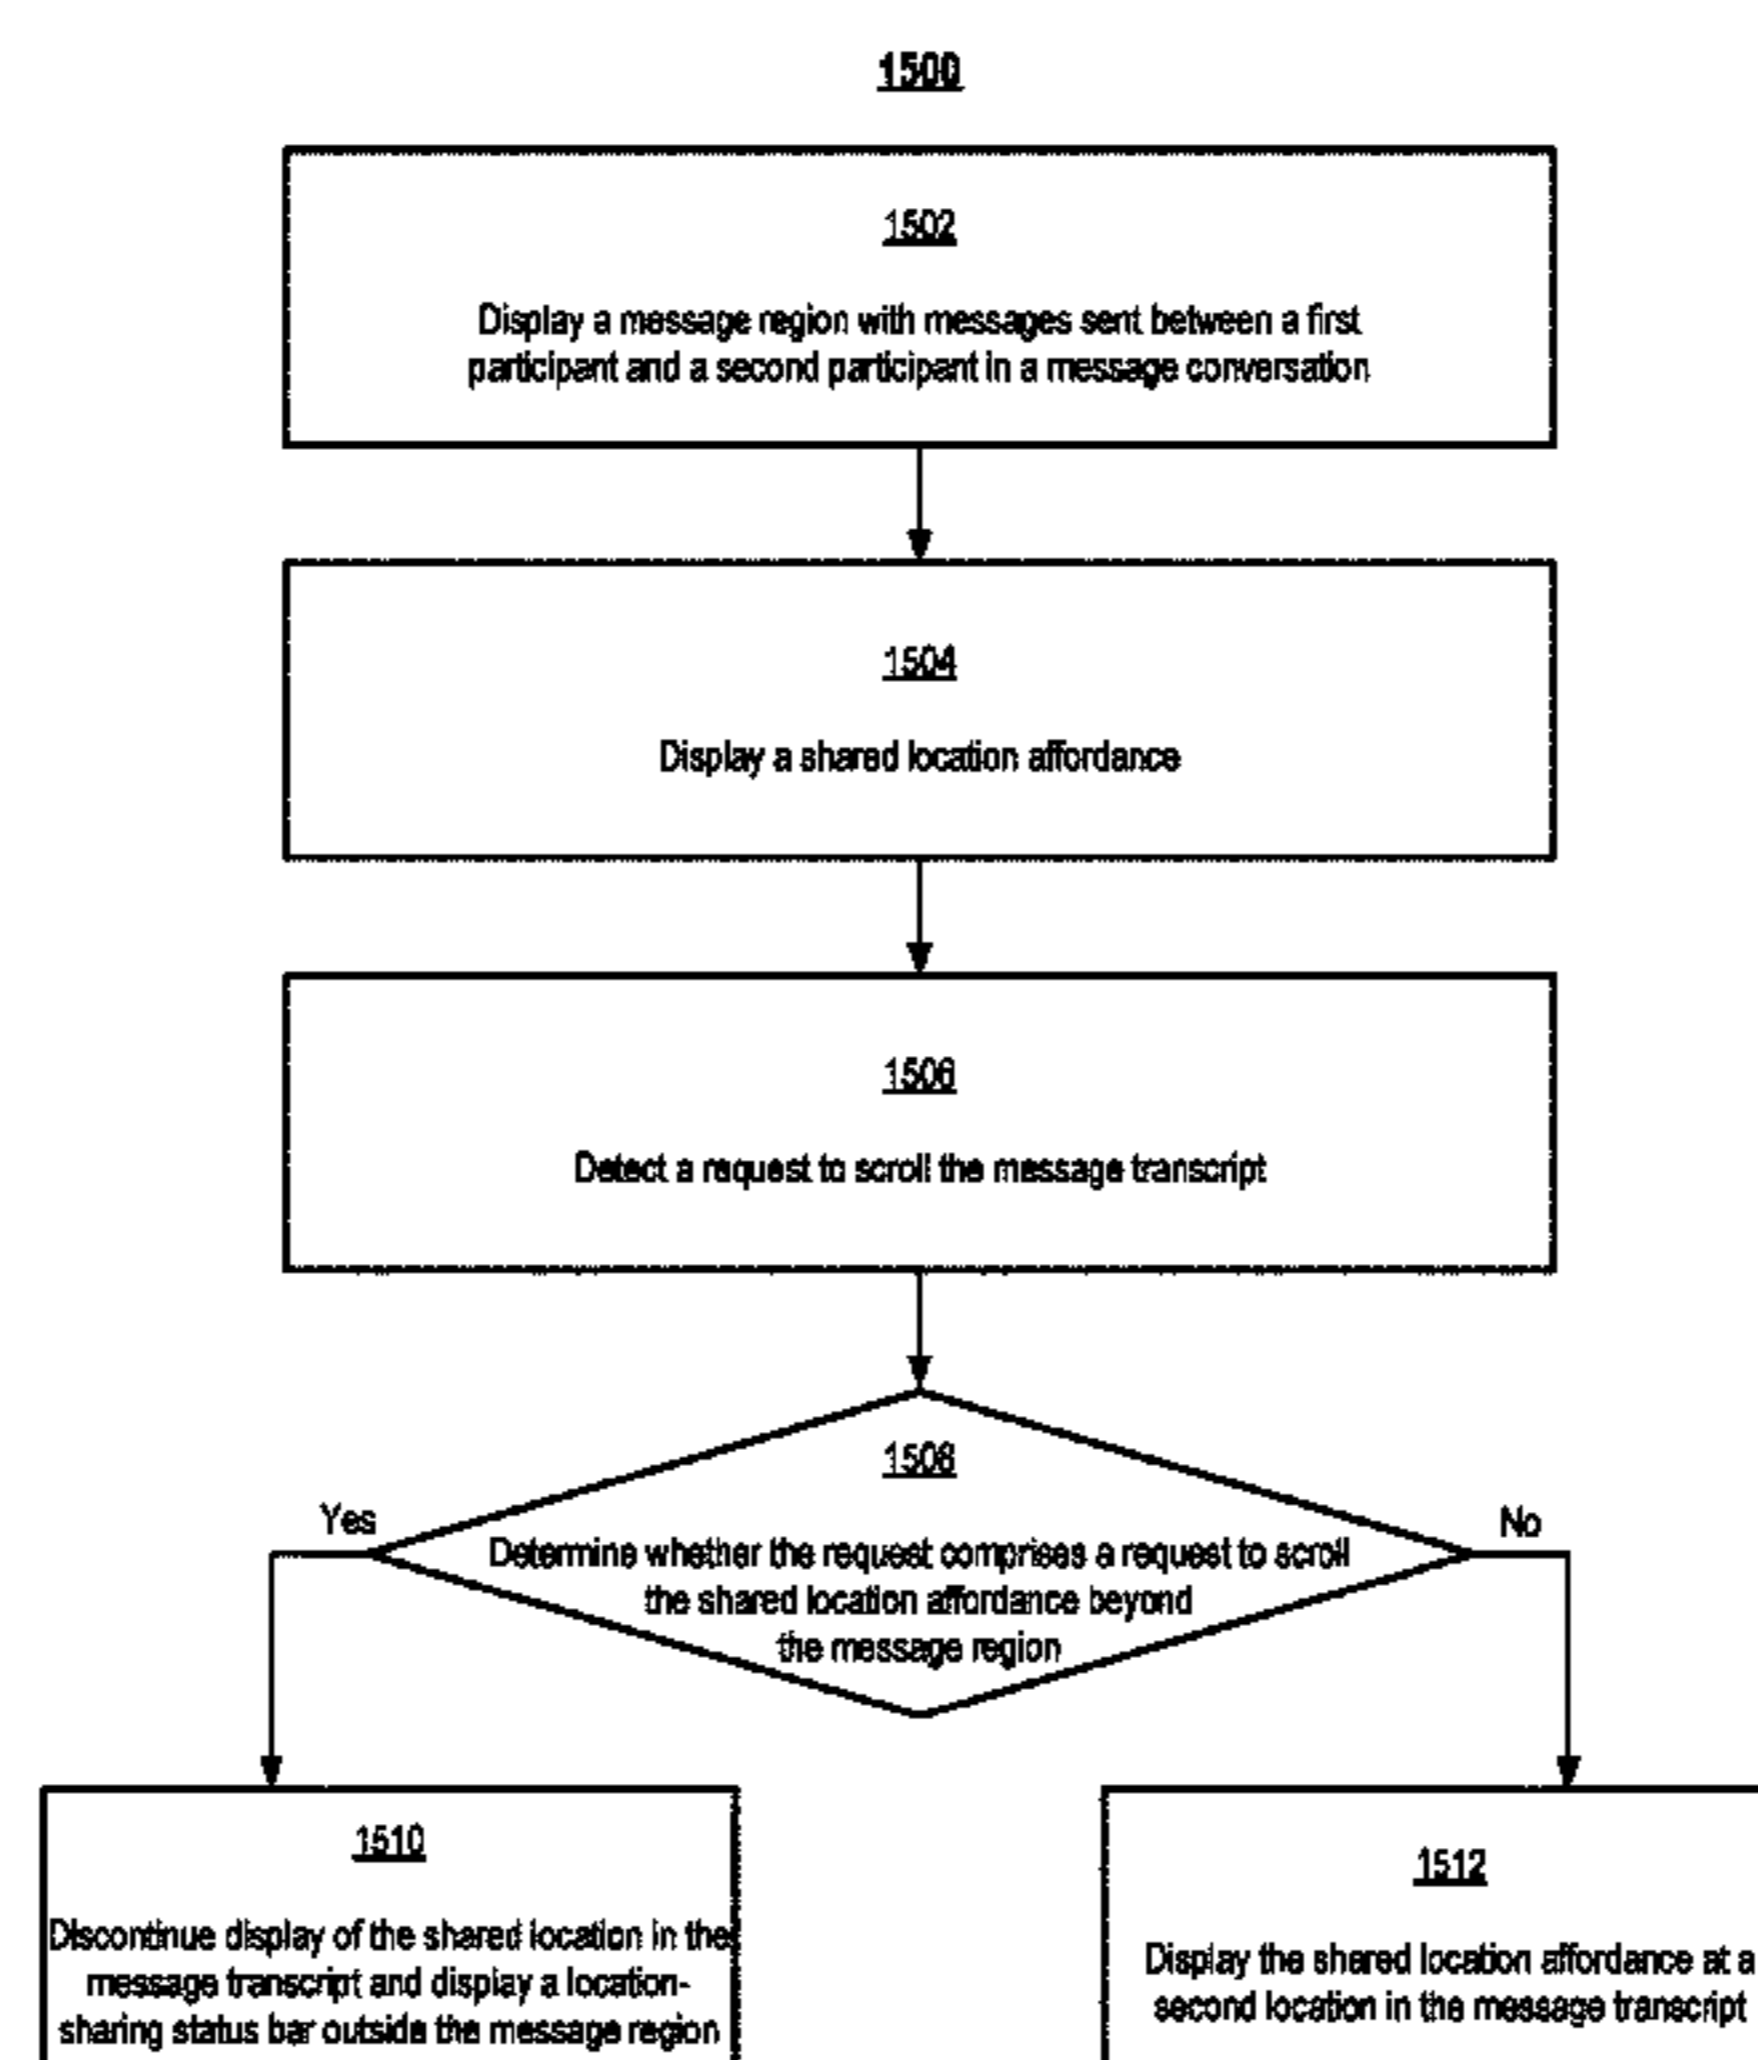 1500
1502
Display a message region with messages sent between a first
participant and a second participant in a message conversation
1504
Display a shared location affordance
1506
Detect a request to scroll the message transcript
1508
Yes
No
Determine whether the request comprises a request to scroll
the shared location affordance beyond
the message region
1510
Discontinue display of the shared location in the
message transcript and display a location-
sharing status bar outside the message region
1512
Display the shared location affordance at a
second location in the message transcript